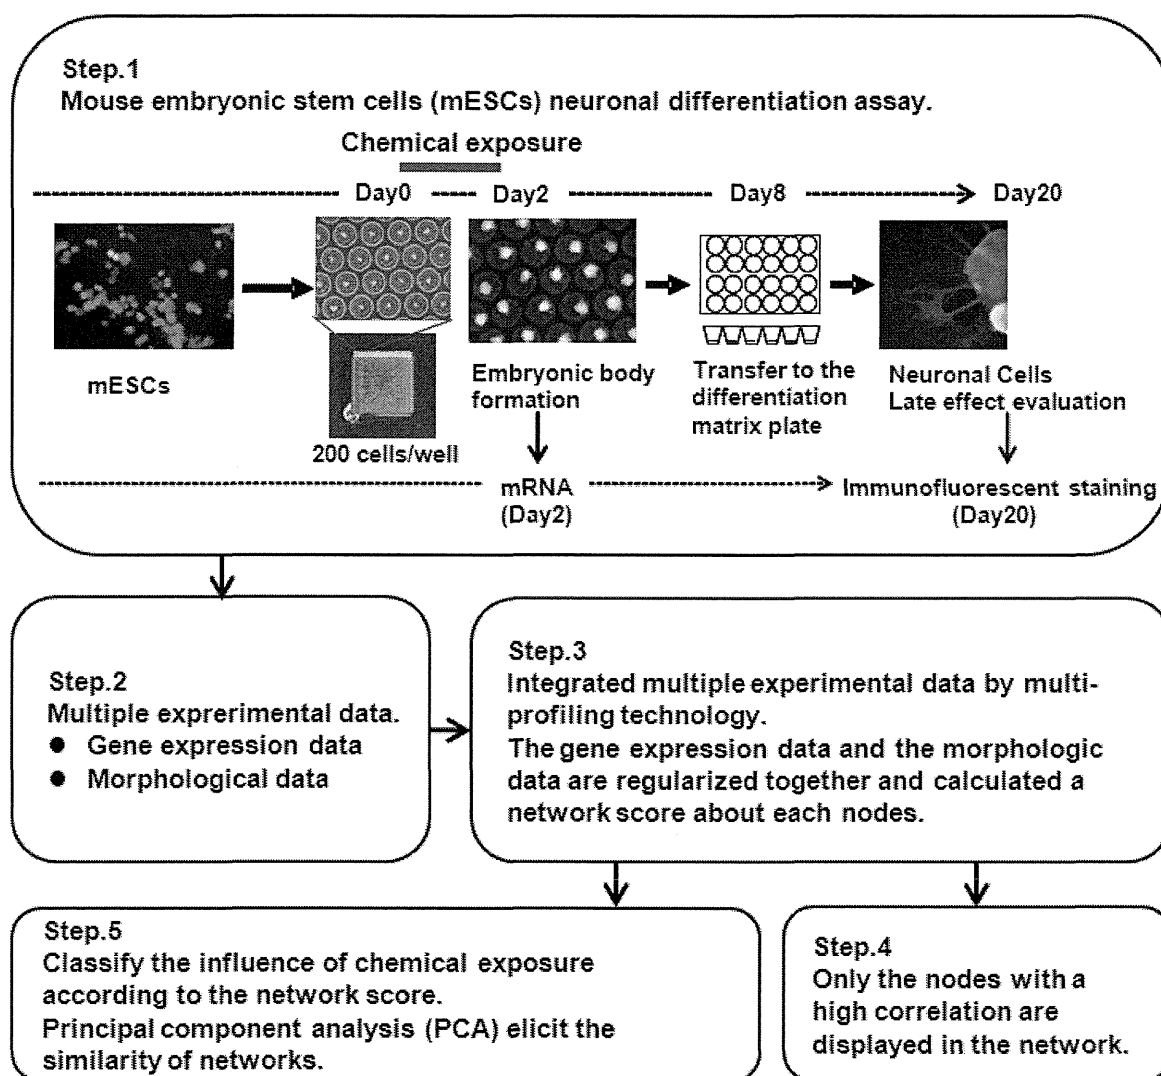 Step.1
Mouse embryonic stem cells (mESCs) neuronal differentiation assay.
Chemical exposure
Day0
Day2
Day8
Day20
mESCs
200 cells/well
Embryonic body
formation
Transfer to the
differentiation
matrix plate
Neuronal Cells
Late effect evaluation
mRNA
(Day2)
Immunofluorescent staining
(Day20)
Step.2
Multiple exprerimental data.
● Gene expression data
● Morphological data
Step.3
Integrated multiple experimental data by multi-
profiling technology.
The gene expression data and the morphologic
data are regularized together and calculated a
network score about each nodes.
Step.5
Classify the influence of chemical exposure
according to the network score.
Principal component analysis (PCA) elicit the
similarity of networks.
Step.4
Only the nodes with a
high correlation are
displayed in the network.